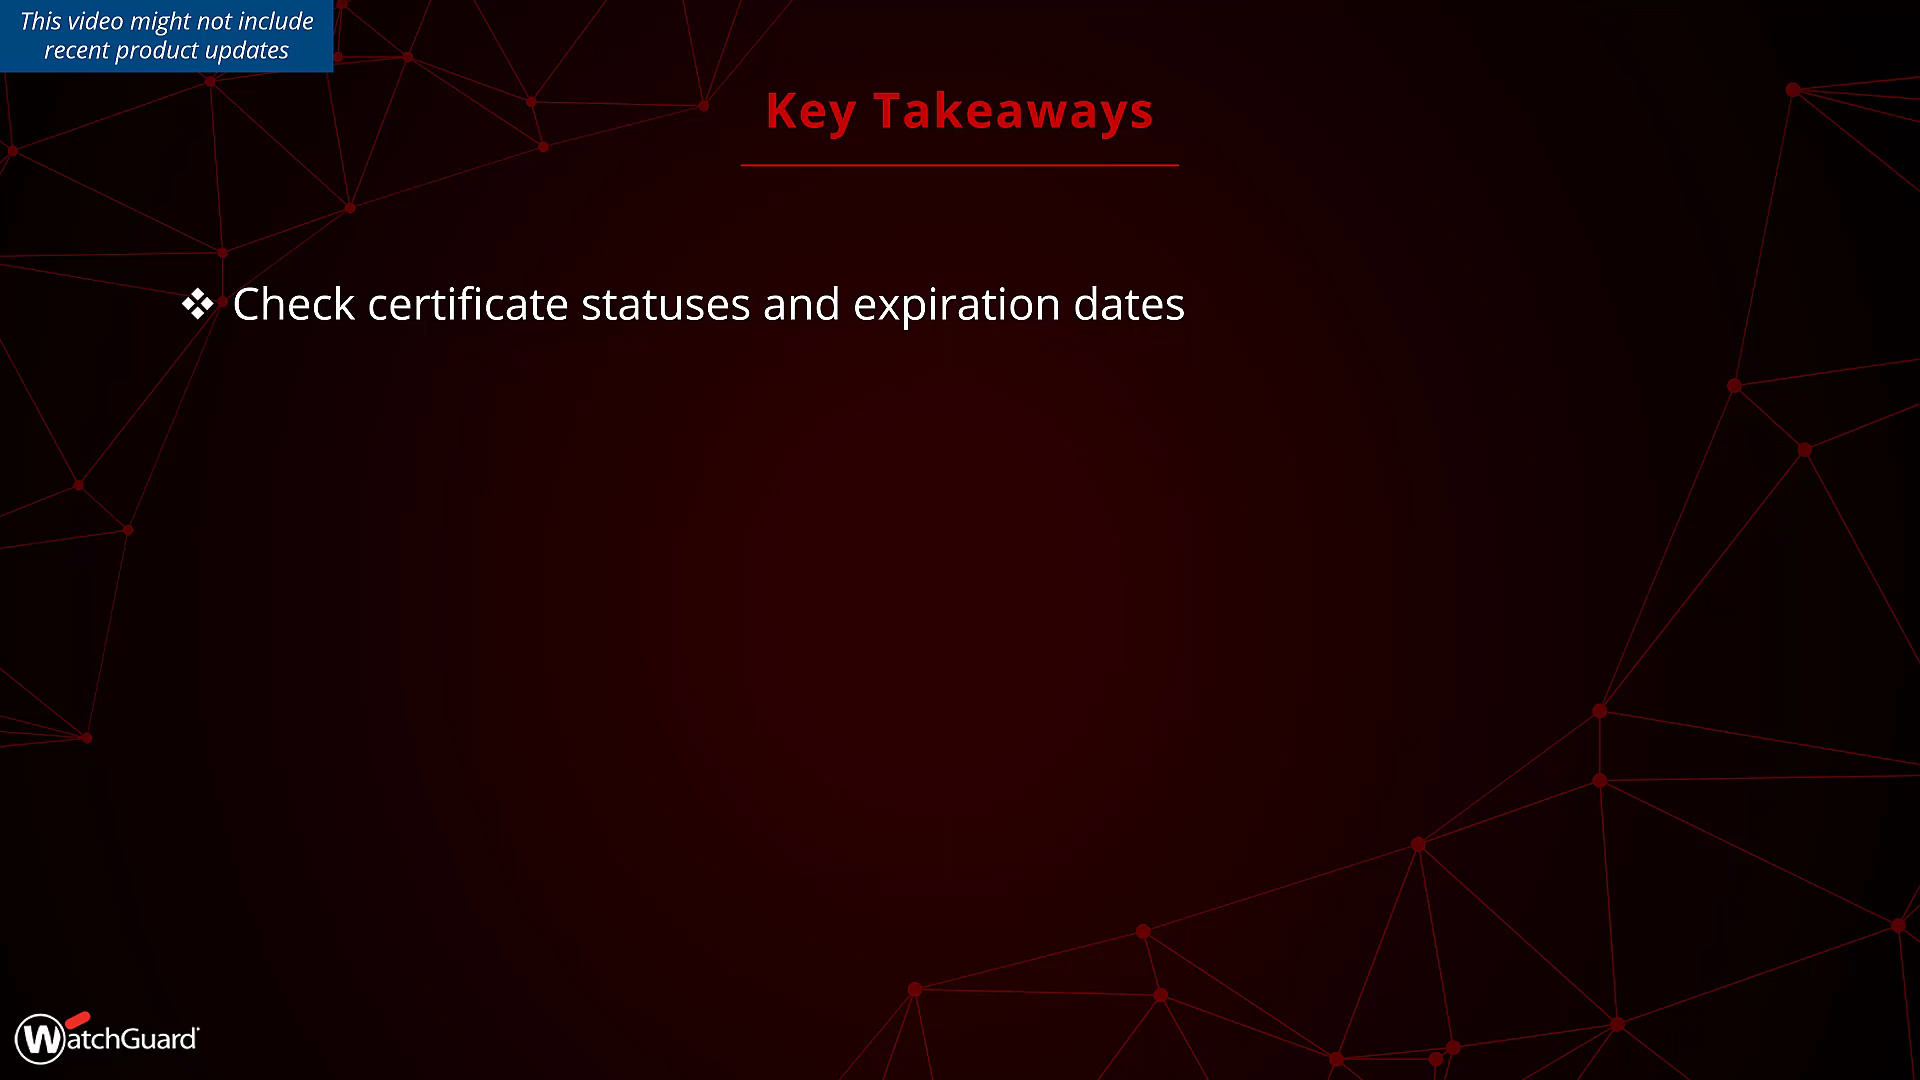 This video might not include
recent product updates
Key Takeaways
❖ Check certificate statuses and expiration dates
WatchGuard